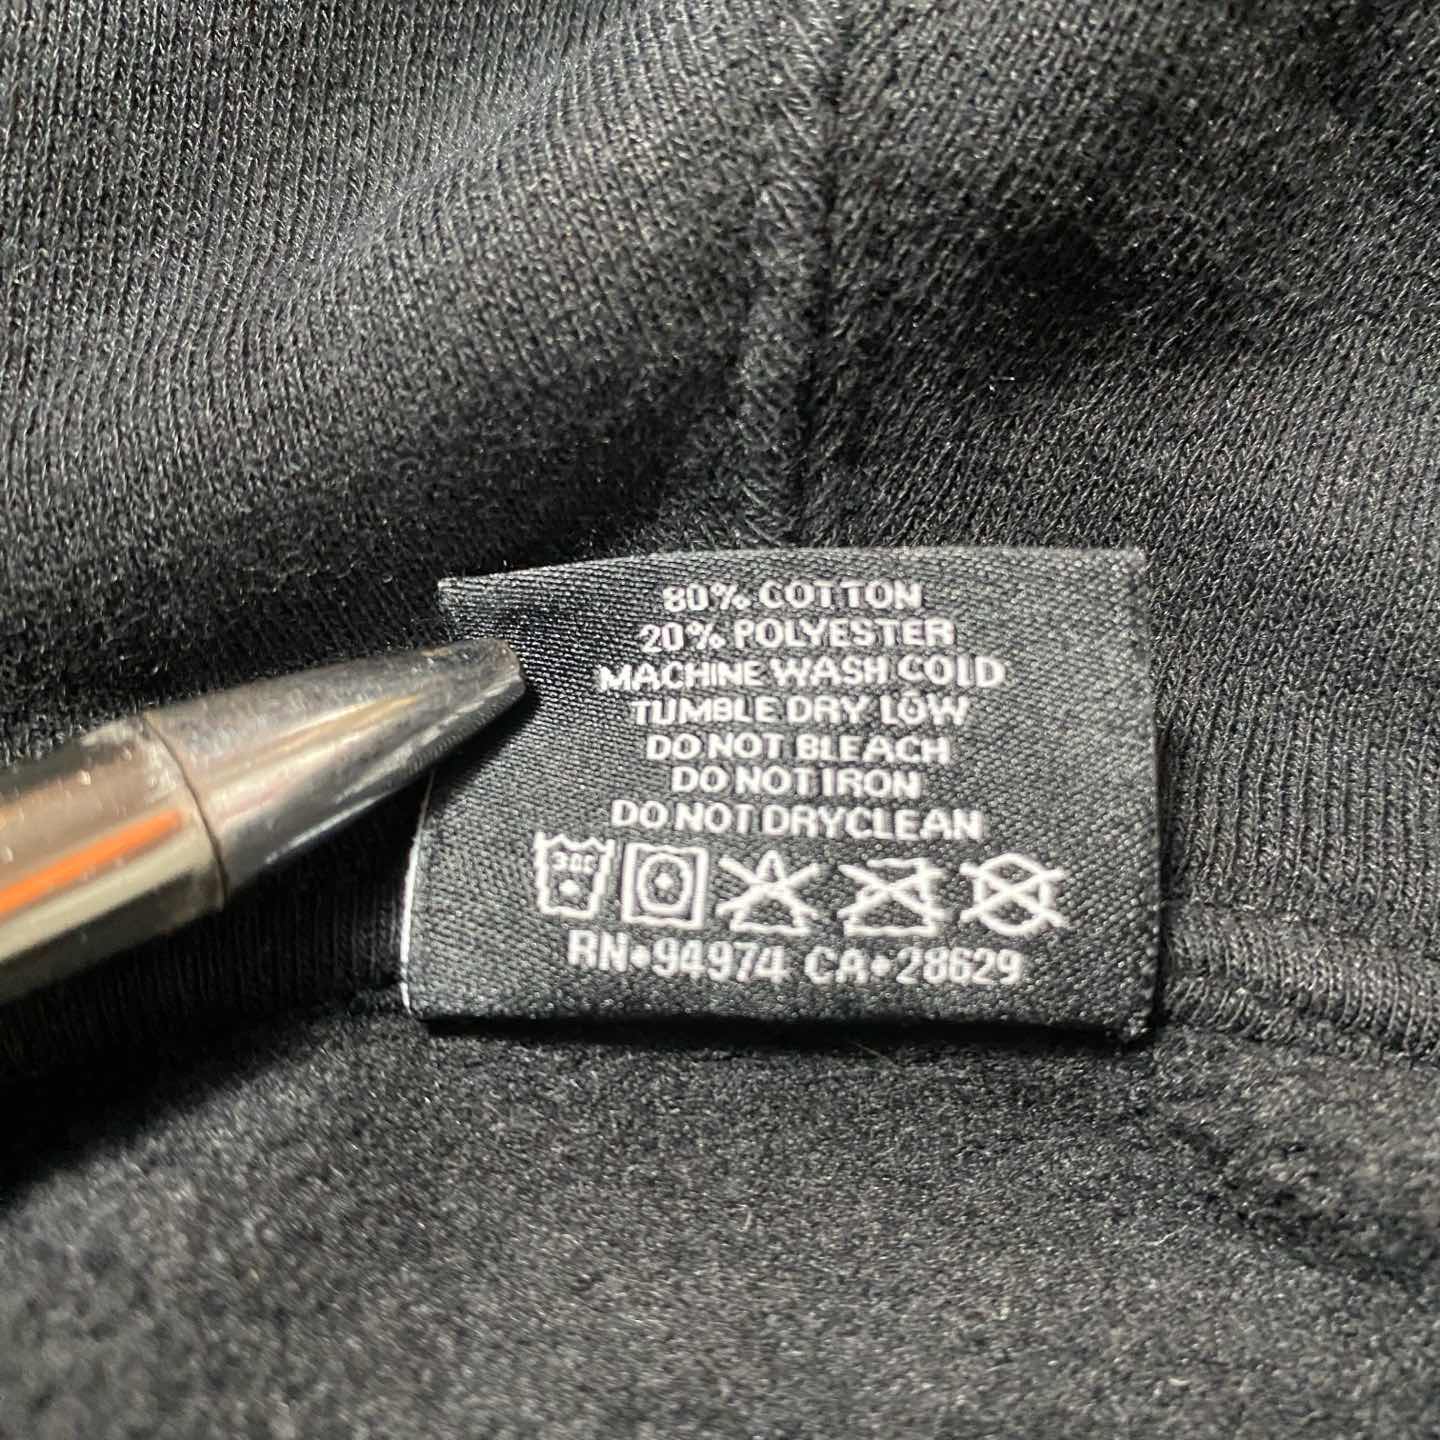 80% COTTON
20% POLYESTER
MACHINE WASH COLD
TUMBLE DRY LOW
DO NOT BLEACH
DO NOT IRON
DO NOT DRYCLEAN
30C
RN•94974 CA•28629